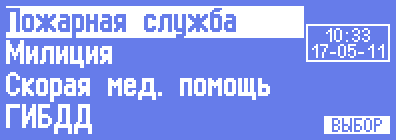 Пожарная служба
10:33
17-05-11
Милиция
Скорая мед. помощь
ГИБДД
ВЫБОР